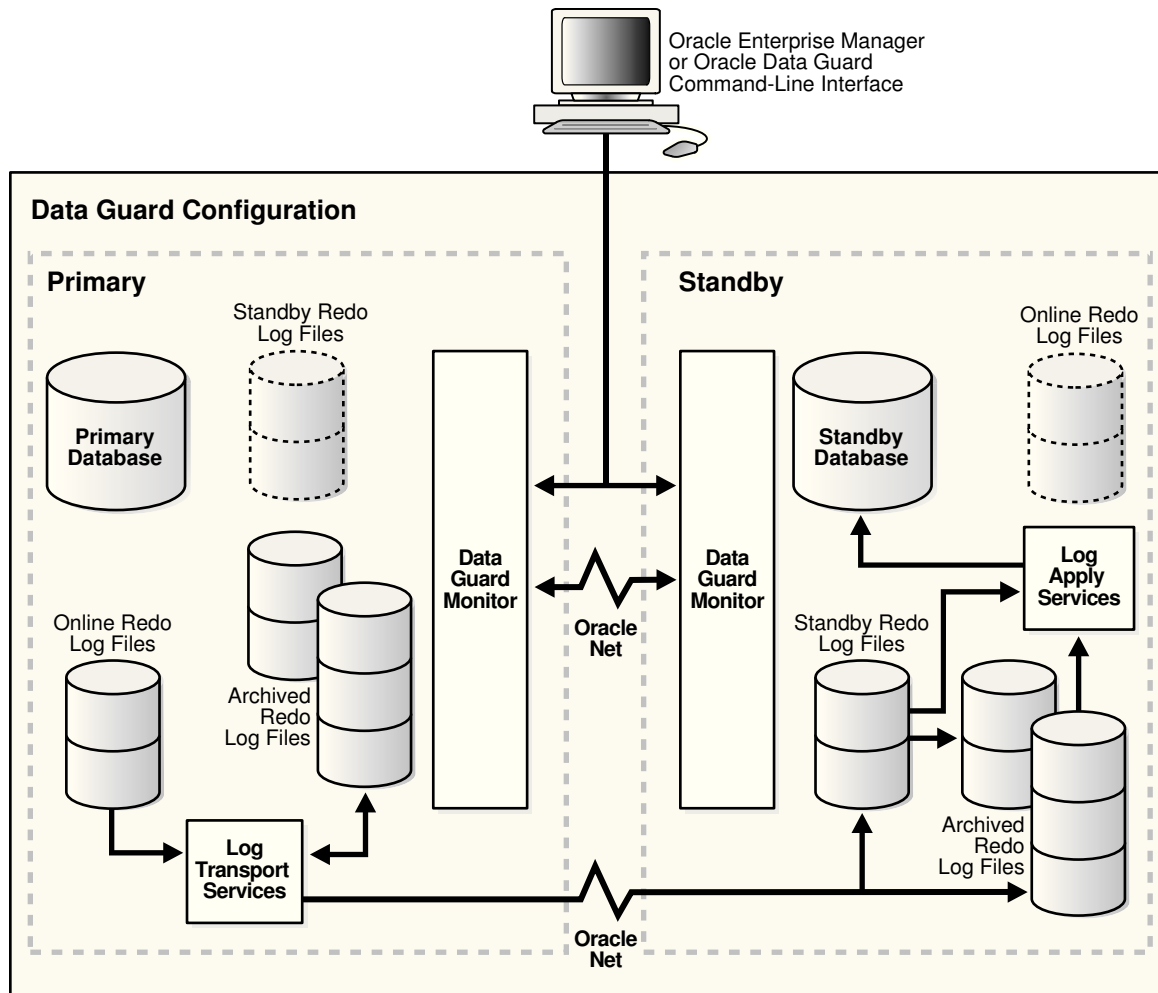 Oracle Enterprise Manager
or Oracle Data Guard
Command-Line Interface
Data Guard Configuration
Primary
Standby Redo
Log Files
Primary
Database
Data
Guard
Monitor
Online Redo
Log Files
Archived
Redo
Log Files
Log
Transport
Services
Oracle
Net
Oracle
Net
Standby
Online Redo
Log Files
Standby
Database
Data
Guard
Monitor
Log
Apply
Services
Standby Redo
Log Files
Archived
Redo
Log Files